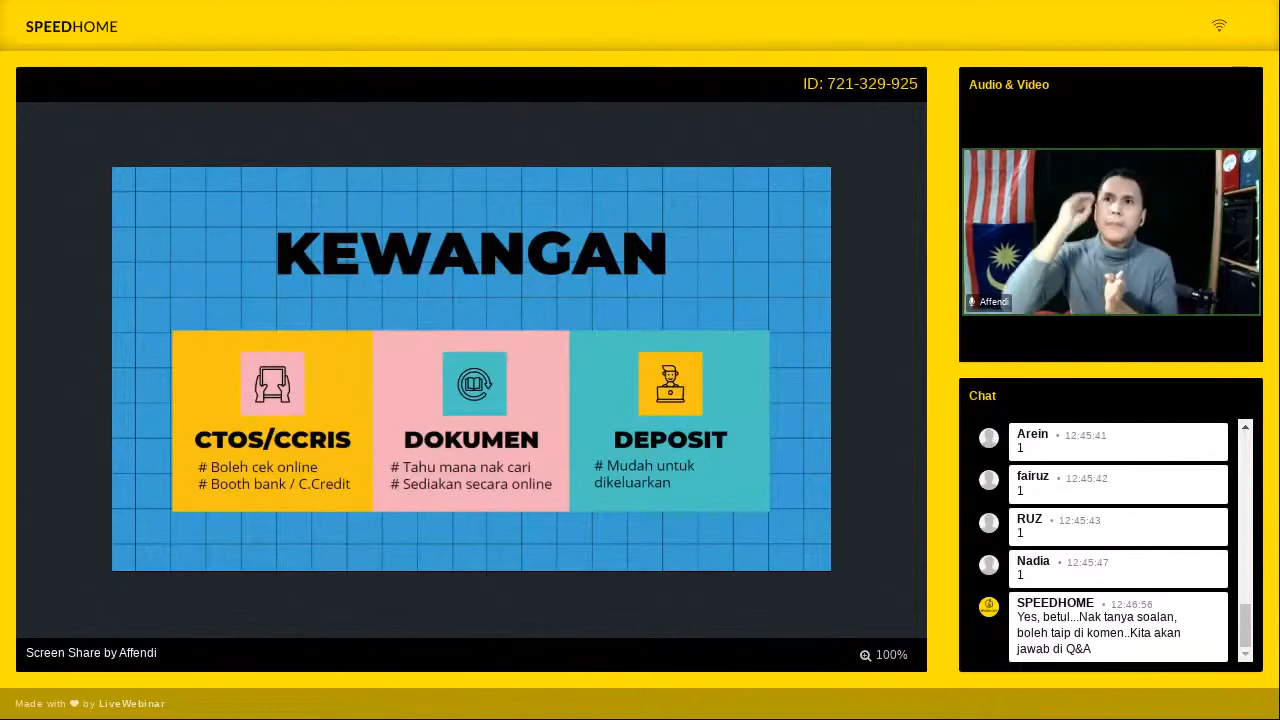 SPEEDHOME
ID: 721-329-925
KEWANGAN
CTOS/CCRIS
# Boleh cek online
# Booth bank / C.Credit
DOKUMEN
# Tahu mana nak cari
# Sediakan secara online
DEPOSIT
# Mudah untuk
dikeluarkan
Screen Share by Affendi
100%
Audio & Video
Affendi
Chat
Arein • 12:45:41
1
fairuz • 12:45:42
1
RUZ • 12:45:43
1
Nadia • 12:45:47
1
SPEEDHOME • 12:46:56
Yes, betul...Nak tanya soalan,
boleh taip di komen..Kita akan
jawab di Q&A
Made with ❤ by LiveWebinar